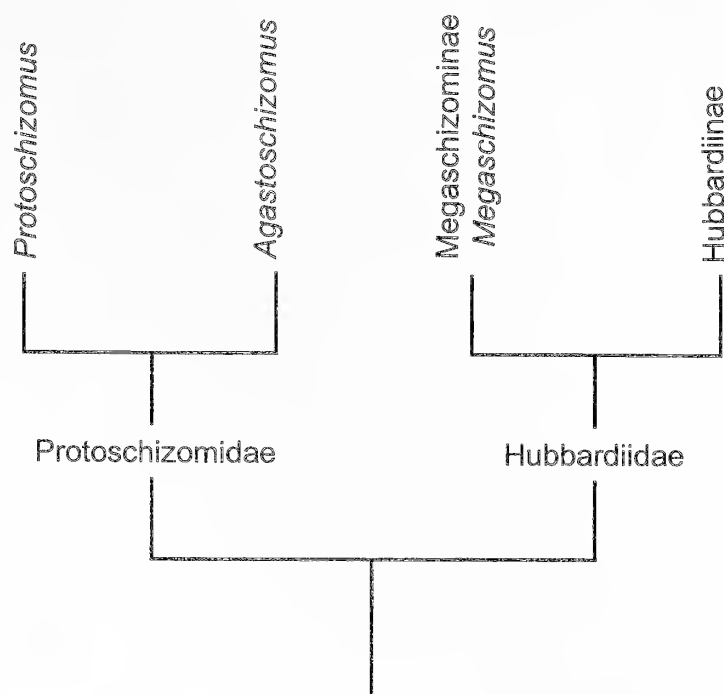 Protoschizomus
Agastoschizomus
Megaschizominae
Megaschizomus
Hubbardiinae
Protoschizomidae
Hubbardiidae